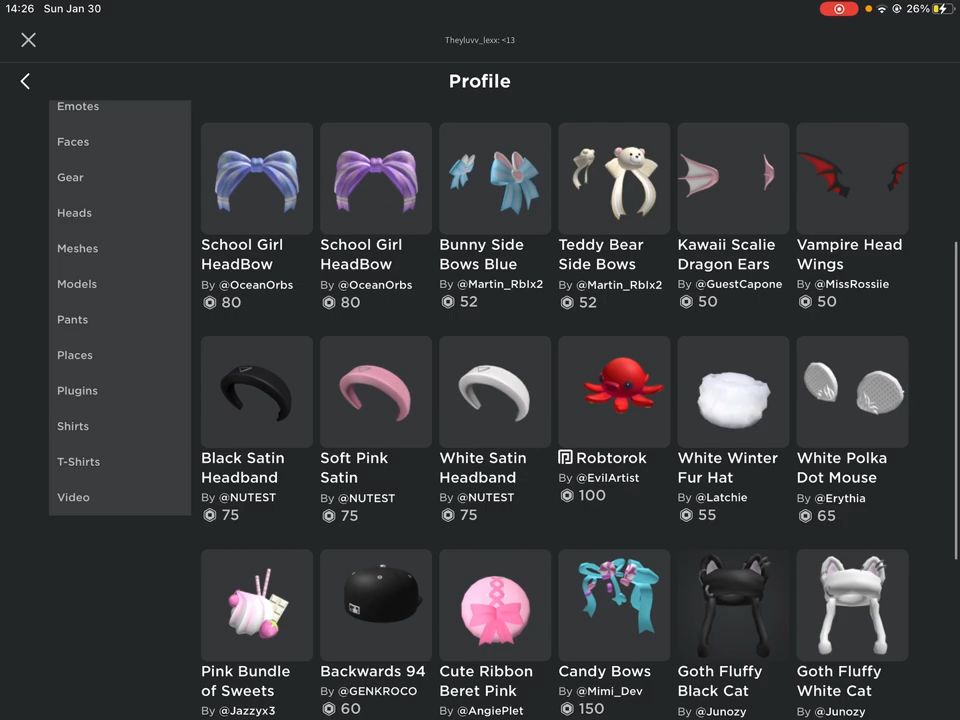 14:26 Sun Jan 30
26%
Theyluvv_lexx: <13
Profile
Emotes
Faces
Gear
Heads
Meshes
Models
Pants
Places
Plugins
Shirts
T-Shirts
Video
School Girl HeadBow
By @OceanOrbs
80
School Girl HeadBow
By @OceanOrbs
80
Bunny Side Bows Blue
By @Martin_Rblx2
52
Teddy Bear Side Bows
By @Martin_Rblx2
52
Kawaii Scalie Dragon Ears
By @GuestCapone
50
Vampire Head Wings
By @MissRossiie
50
Black Satin Headband
By @NUTEST
75
Soft Pink Satin
By @NUTEST
75
White Satin Headband
By @NUTEST
75
Robtorok
By @EvilArtist
100
White Winter Fur Hat
By @Latchie
55
White Polka Dot Mouse
By @Erythia
65
Pink Bundle of Sweets
By @Jazzyx3
Backwards 94
By @GENKROCO
60
Cute Ribbon Beret Pink
By @AngiePlet
Candy Bows
By @Mimi_Dev
150
Goth Fluffy Black Cat
By @Junozy
Goth Fluffy White Cat
By @Junozy